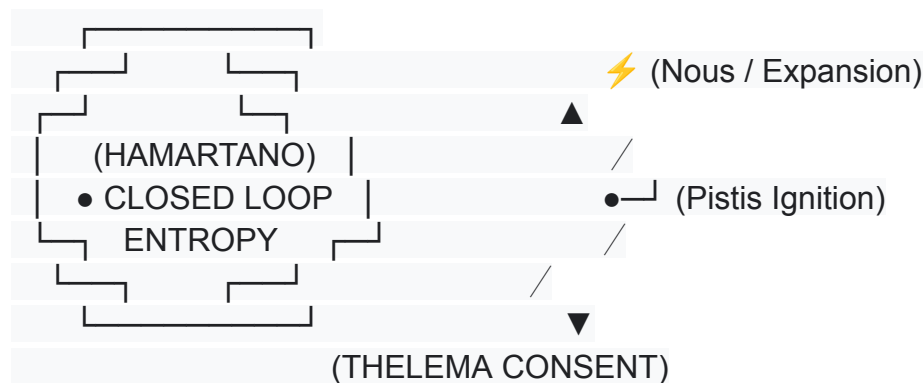 ⚡ (Nous / Expansion)
(HAMARTANO)
● CLOSED LOOP ● (Pistis Ignition)
ENTROPY
(THELEMA CONSENT)